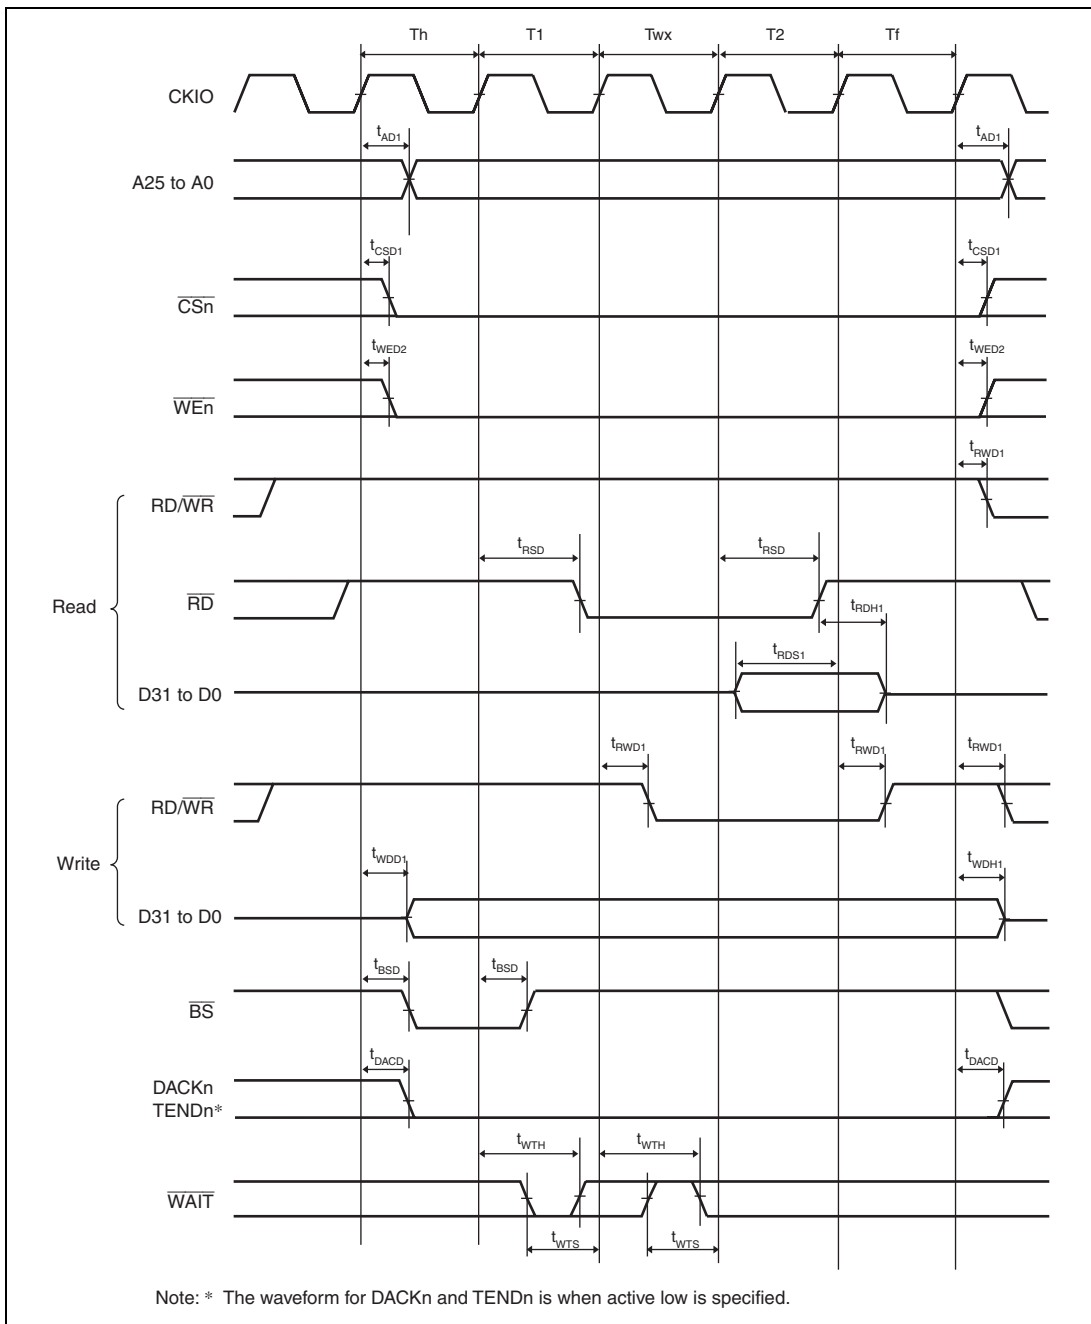 Th T1 Twx T2 Tf
CKIO
tAD1 tAD1
A25 to A0
tCSD1 tCSD1
CSn
tWED2 tWED2
WEn
tRWD1
RD/WR
tRSD tRSD
Read
RD
tRDH1
tRDS1
D31 to D0
tRWD1 tRWD1 tRWD1
RD/WR
Write
tWDD1 tWDH1
D31 to D0
tBSD tBSD
BS
tDACD tDACD
DACKn
TENDn*
tWTH tWTH
WAIT
tWTS tWTS
Note: * The waveform for DACKn and TENDn is when active low is specified.